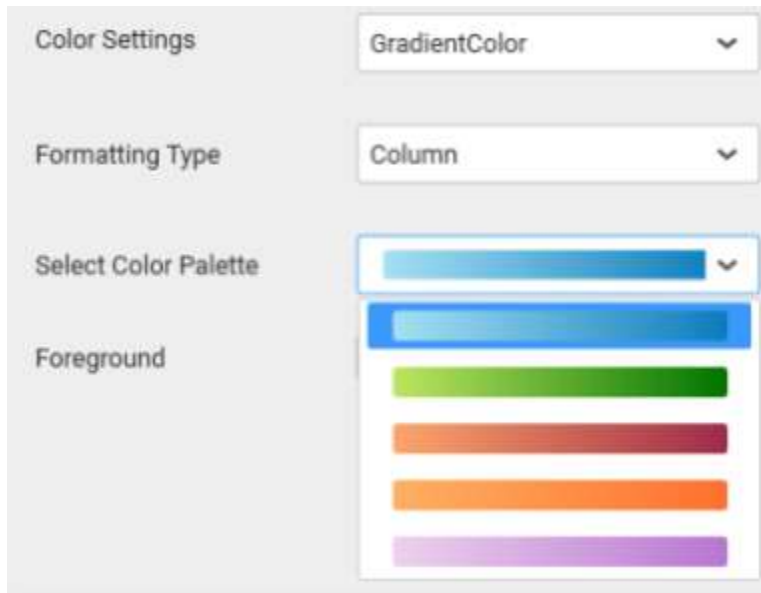 Color Settings
GradientColor
Formatting Type
Column
Select Color Palette
Foreground